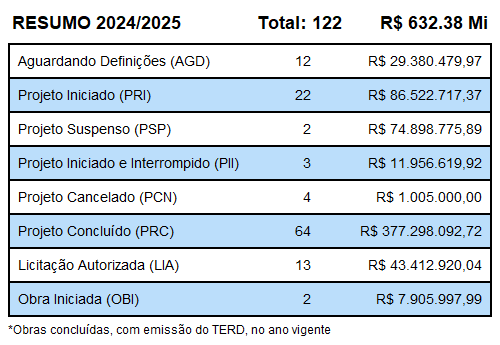 RESUMO 2024/2025 Total: 122 R$ 632.38 Mi
Aguardando Definições (AGD) 12 R$ 29.380.479,97
Projeto Iniciado (PRI) 22 R$ 86.522.717,37
Projeto Suspenso (PSP) 2 R$ 74.898.775,89
Projeto Iniciado e Interrompido (PII) 3 R$ 11.956.619,92
Projeto Cancelado (PCN) 4 R$ 1.005.000,00
Projeto Concluído (PRC) 64 R$ 377.298.092,72
Licitação Autorizada (LIA) 13 R$ 43.412.920,04
Obra Iniciada (OBI) 2 R$ 7.905.997,99
*Obras concluídas, com emissão do TERD, no ano vigente